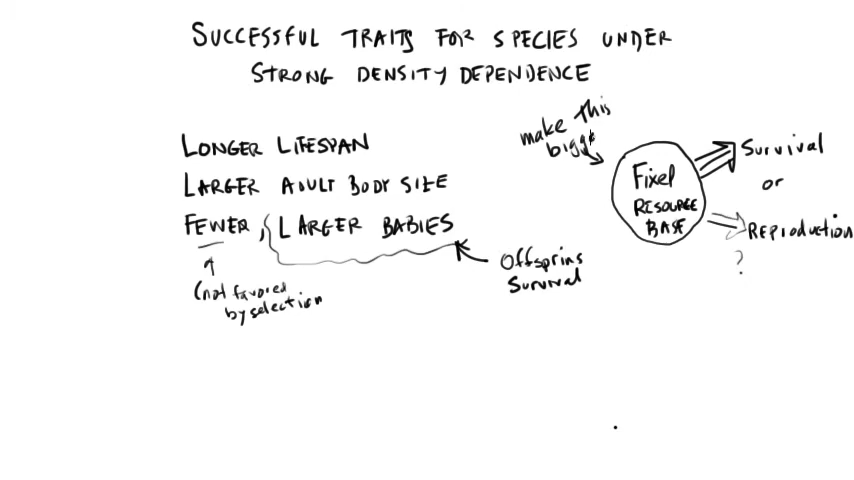 SUCCESSFUL TRAITS FOR SPECIES UNDER
STRONG DENSITY DEPENDENCE
LONGER LIFESPAN
LARGER ADULT BODY SIZE
FEWER, LARGER BABIES
(not favored
by selection
Offspring
Survival
make this
bigger
Fixed
RESOURCE
BASE
Survival
or
REPRODUCTION
?